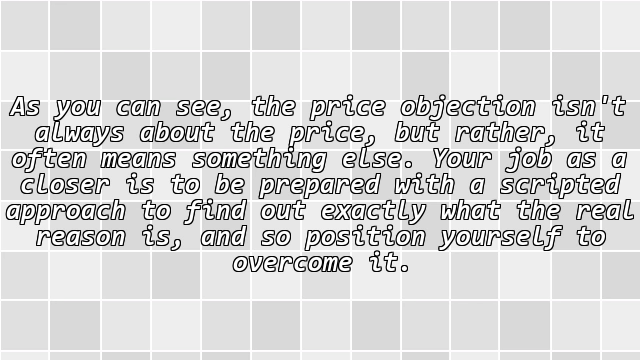 As you can see, the price objection isn't
always about the price, but rather, it
often means something else. Your job as a
closer is to be prepared with a scripted
approach to find out exactly what the real
reason is, and so position yourself to
overcome it.